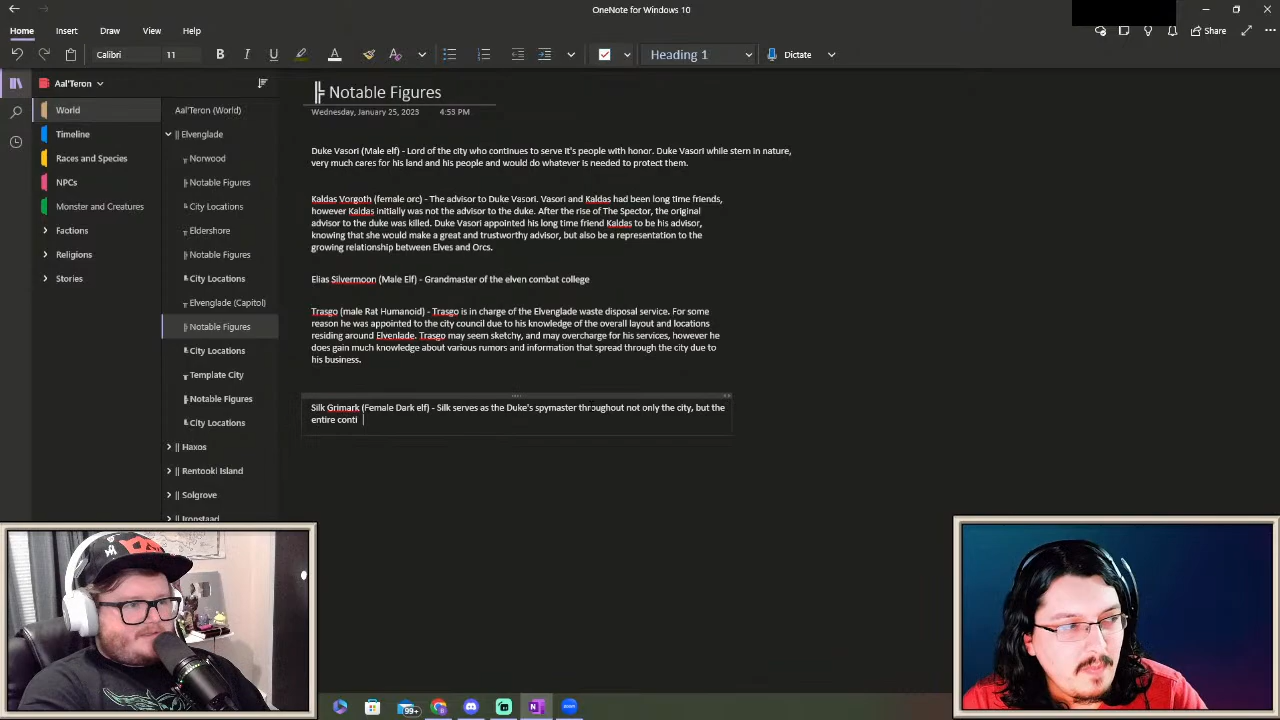 OneNote for Windows 10
Home Insert Draw View Help
Share
Calibri 11 B I U A Heading 1 Dictate
Aal'Teron
World
Timeline
Races and Species
NPCs
Monster and Creatures
Factions
Religions
Stories
Aal'Teron (World)
|| Elvenglade
╓ Norwood
╙ Notable Figures
╙ City Locations
╓ Eldershore
╙ Notable Figures
╙ City Locations
╓ Elvenglade (Capitol)
╟ Notable Figures
╙ City Locations
╓ Template City
╟ Notable Figures
╙ City Locations
|| Haxos
|| Rentooki Island
|| Solgrove
|| Ironstaad
╠ Notable Figures
Wednesday, January 25, 2023 4:53 PM
Duke Vasori (Male elf) - Lord of the city who continues to serve it's people with honor. Duke Vasori while stern in nature,
very much cares for his land and his people and would do whatever is needed to protect them.
Kaldas Vorgoth (female orc) - The advisor to Duke Vasori. Vasori and Kaldas had been long time friends,
however Kaldas initially was not the advisor to the duke. After the rise of The Spector, the original
advisor to the duke was killed. Duke Vasori appointed his long time friend Kaldas to be his advisor,
knowing that she would make a great and trustworthy advisor, but also be a representation to the
growing relationship between Elves and Orcs.
Elias Silvermoon (Male Elf) - Grandmaster of the elven combat college
Trasgo (male Rat Humanoid) - Trasgo is in charge of the Elvenglade waste disposal service. For some
reason he was appointed to the city council due to his knowledge of the overall layout and locations
residing around Elvenlade. Trasgo may seem sketchy, and may overcharge for his services, however he
does gain much knowledge about various rumors and information that spread through the city due to
his business.
Silk Grimark (Female Dark elf) - Silk serves as the Duke's spymaster throughout not only the city, but the
entire conti
99+